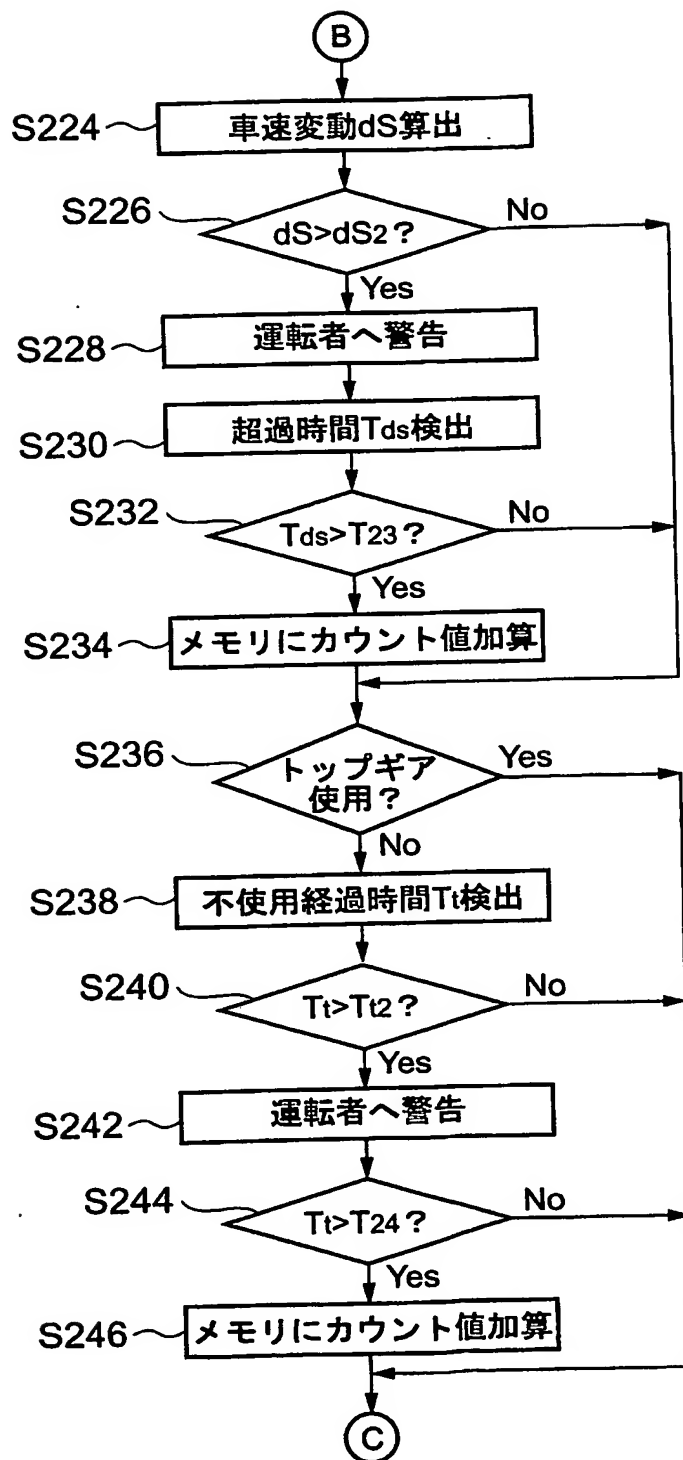 B
S224
車速変動dS算出
S226
dS>dS2?
No
Yes
S228
運転者へ警告
S230
超過時間Tds検出
S232
Tds>T23?
No
Yes
S234
メモリにカウント値加算
S236
トップギア
使用?
Yes
No
S238
不使用経過時間Tt検出
S240
Tt>Tt2?
No
Yes
S242
運転者へ警告
S244
Tt>T24?
No
Yes
S246
メモリにカウント値加算
C